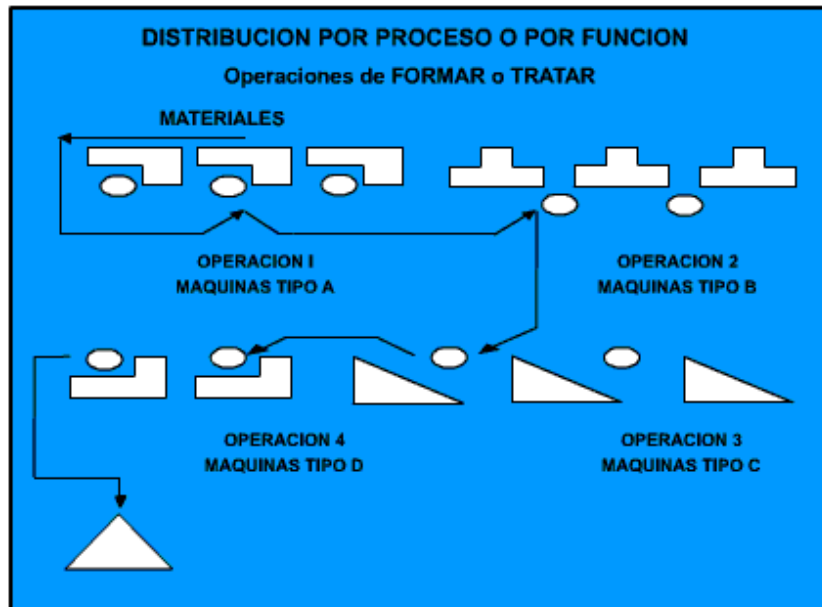 DISTRIBUCION POR PROCESO O POR FUNCION
Operaciones de FORMAR o TRATAR
MATERIALES
OPERACION I
MAQUINAS TIPO A
OPERACION 2
MAQUINAS TIPO B
OPERACION 4
MAQUINAS TIPO D
OPERACION 3
MAQUINAS TIPO C